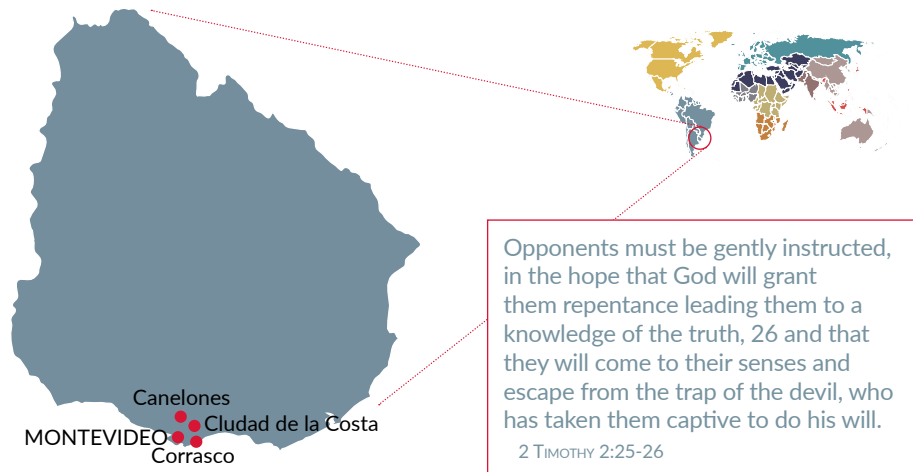 Canelones
Cludad de la Costa
MONTEVIDEO
Corrasco
Opponents must be gently instructed,
in the hope that God will grant
them repentance leading them to a
knowledge of the truth, 26 and that
they will come to their senses and
escape from the trap of the devil, who
has taken them captive to do his will.
2 TIMOTHY 2:25-26